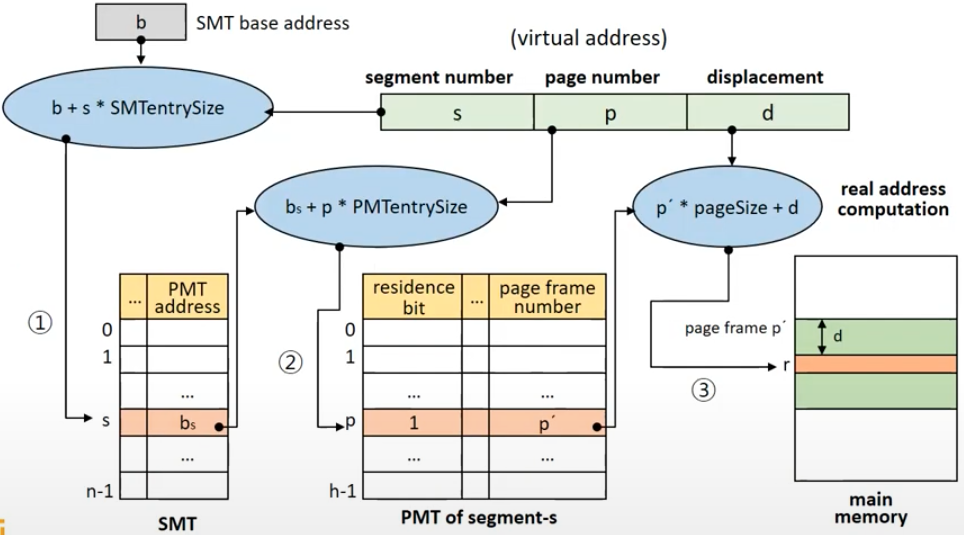 b
SMT base address
(virtual address)
segment number
page number
displacement
b + s * SMTentrySize
s
p
d
bs + p * PMTentrySize
p´ * pageSize + d
real address
computation
...
PMT
address
residence
bit
...
page frame
number
①
0
1
...
s
bs
...
n-1
SMT
②
0
1
...
...
p
1
p´
...
...
h-1
PMT of segment-s
page frame p´
d
r
③
main
memory